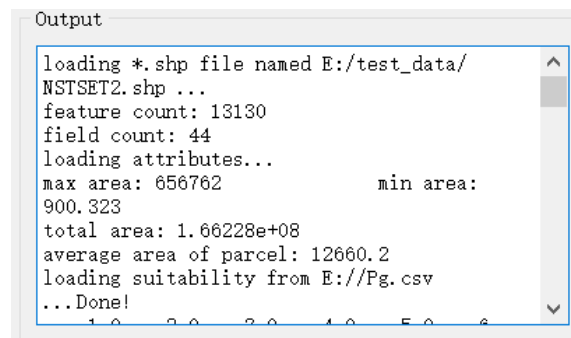 Output
loading *.shp file named E:/test_data/
NSTSET2.shp ...
feature count: 13130
field count: 44
loading attributes...
max area: 656762 min area:
900.323
total area: 1.66228e+08
average area of parcel: 12660.2
loading suitability from E://Pg.csv
...Done!